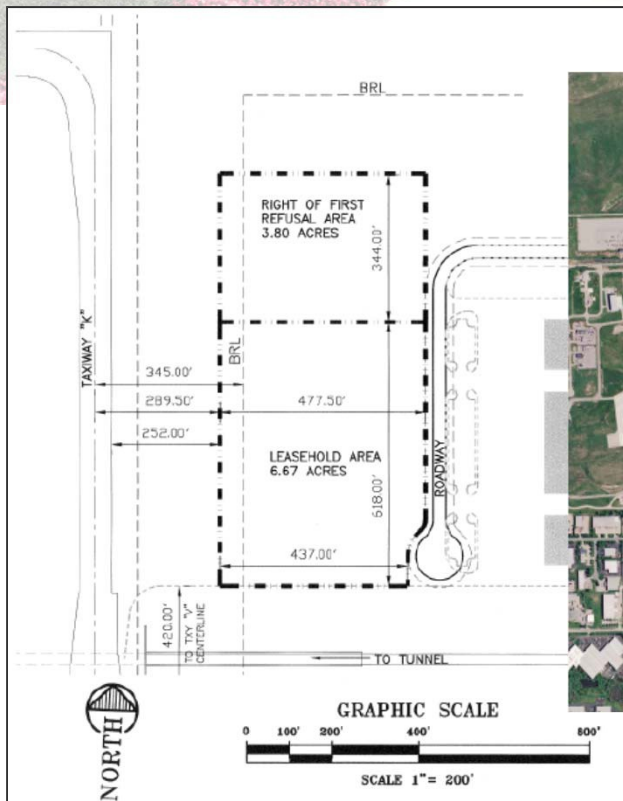 BRL
RIGHT OF FIRST
REFUSAL AREA
3.80 ACRES
344.00'
TAXIWAY "K"
BRL
345.00'
289.50'
477.50'
252.00'
LEASEHOLD AREA
6.67 ACRES
618.00'
ROADWAY
437.00'
420.00'
TO TXY "V"
CENTERLINE
TO TUNNEL
NORTH
GRAPHIC SCALE
0 100' 200' 400' 800'
SCALE 1"= 200'